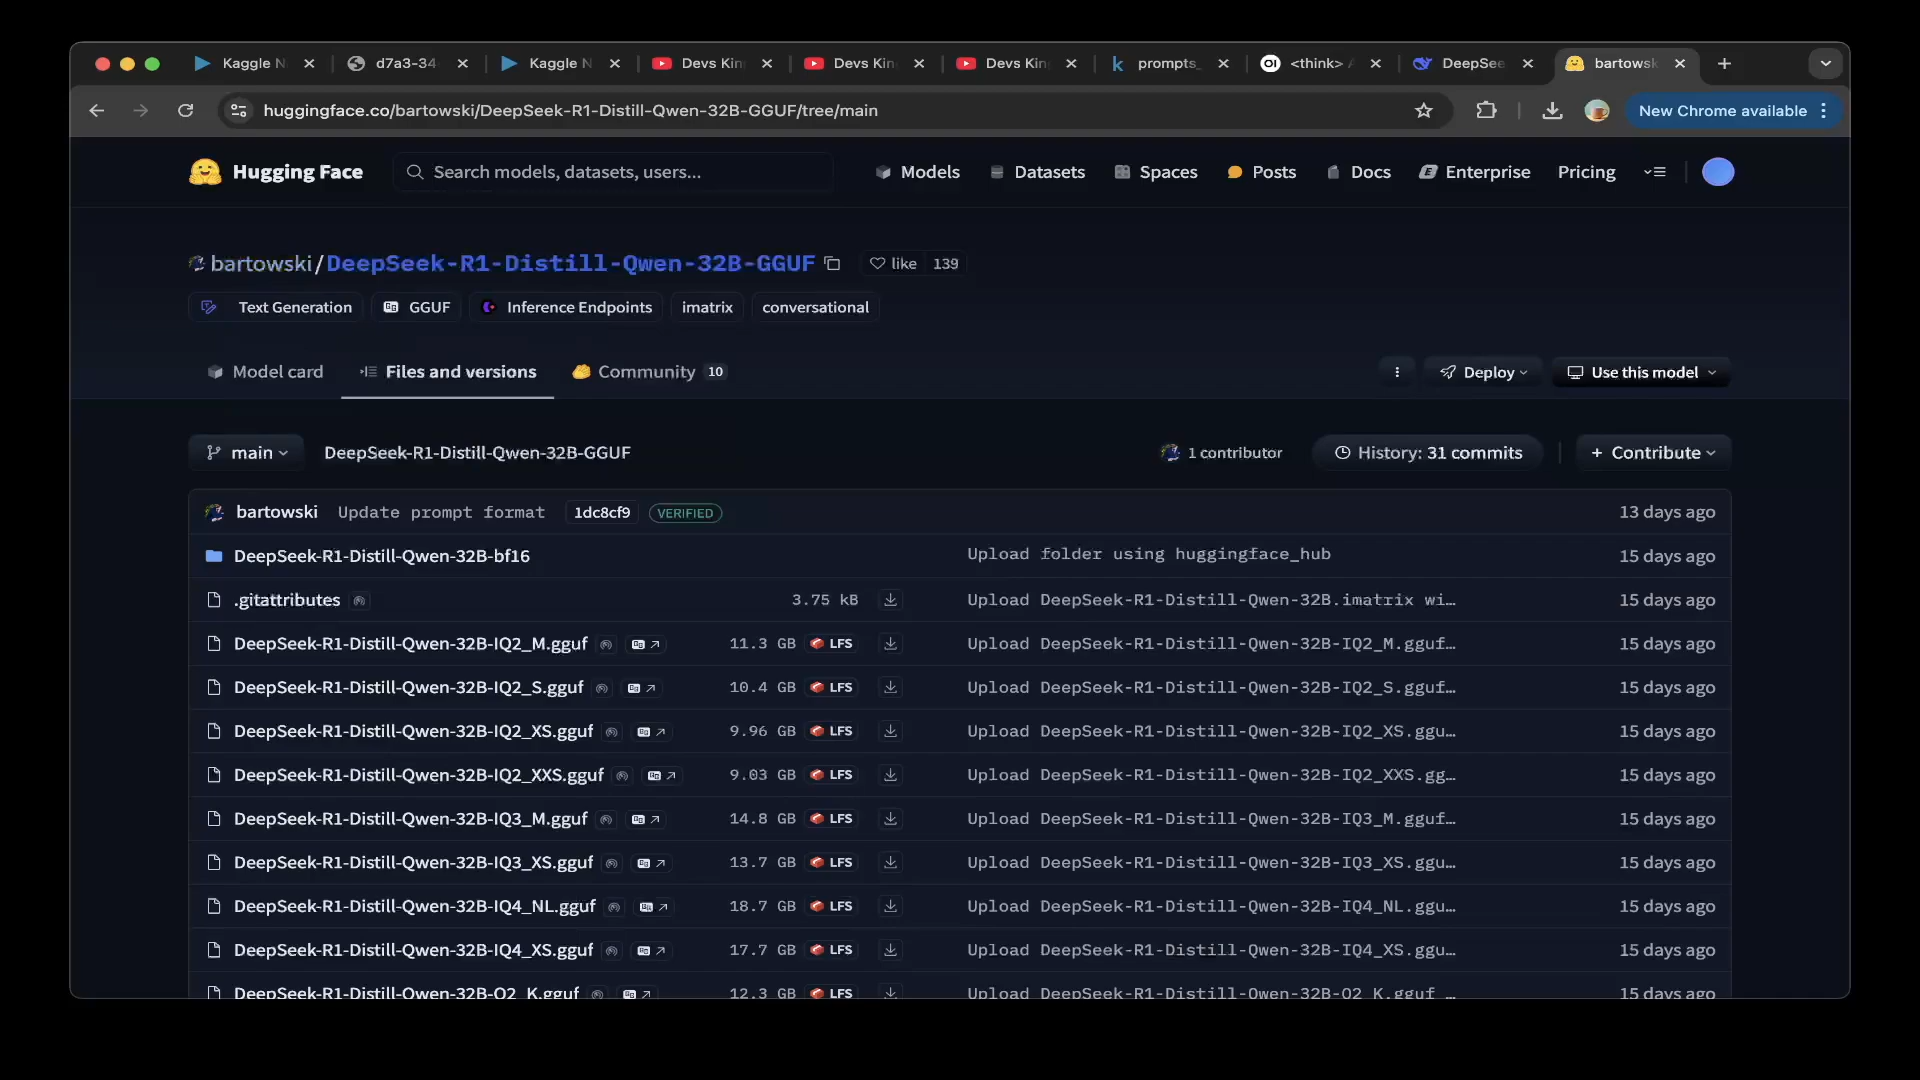 Kaggle N
d7a3-34
Kaggle N
Devs Kin
Devs Kin
Devs Kin
prompts_
<think>
DeepSee
bartowsk
huggingface.co/bartowski/DeepSeek-R1-Distill-Qwen-32B-GGUF/tree/main
New Chrome available
Hugging Face
Search models, datasets, users...
Models
Datasets
Spaces
Posts
Docs
Enterprise
Pricing
bartowski/DeepSeek-R1-Distill-Qwen-32B-GGUF
like 139
Text Generation
GGUF
Inference Endpoints
imatrix
conversational
Model card
Files and versions
Community 10
Deploy
Use this model
main
DeepSeek-R1-Distill-Qwen-32B-GGUF
1 contributor
History: 31 commits
+ Contribute
bartowski Update prompt format 1dc8cf9 VERIFIED 13 days ago
DeepSeek-R1-Distill-Qwen-32B-bf16 Upload folder using huggingface_hub 15 days ago
.gitattributes 3.75 kB Upload DeepSeek-R1-Distill-Qwen-32B.imatrix wi… 15 days ago
DeepSeek-R1-Distill-Qwen-32B-IQ2_M.gguf 11.3 GB LFS Upload DeepSeek-R1-Distill-Qwen-32B-IQ2_M.gguf… 15 days ago
DeepSeek-R1-Distill-Qwen-32B-IQ2_S.gguf 10.4 GB LFS Upload DeepSeek-R1-Distill-Qwen-32B-IQ2_S.gguf… 15 days ago
DeepSeek-R1-Distill-Qwen-32B-IQ2_XS.gguf 9.96 GB LFS Upload DeepSeek-R1-Distill-Qwen-32B-IQ2_XS.ggu… 15 days ago
DeepSeek-R1-Distill-Qwen-32B-IQ2_XXS.gguf 9.03 GB LFS Upload DeepSeek-R1-Distill-Qwen-32B-IQ2_XXS.gg… 15 days ago
DeepSeek-R1-Distill-Qwen-32B-IQ3_M.gguf 14.8 GB LFS Upload DeepSeek-R1-Distill-Qwen-32B-IQ3_M.gguf… 15 days ago
DeepSeek-R1-Distill-Qwen-32B-IQ3_XS.gguf 13.7 GB LFS Upload DeepSeek-R1-Distill-Qwen-32B-IQ3_XS.ggu… 15 days ago
DeepSeek-R1-Distill-Qwen-32B-IQ4_NL.gguf 18.7 GB LFS Upload DeepSeek-R1-Distill-Qwen-32B-IQ4_NL.ggu… 15 days ago
DeepSeek-R1-Distill-Qwen-32B-IQ4_XS.gguf 17.7 GB LFS Upload DeepSeek-R1-Distill-Qwen-32B-IQ4_XS.ggu… 15 days ago
DeepSeek-R1-Distill-Qwen-32B-Q2_K.gguf 12.3 GB LFS Upload DeepSeek-R1-Distill-Qwen-32B-Q2_K.gguf … 15 days ago